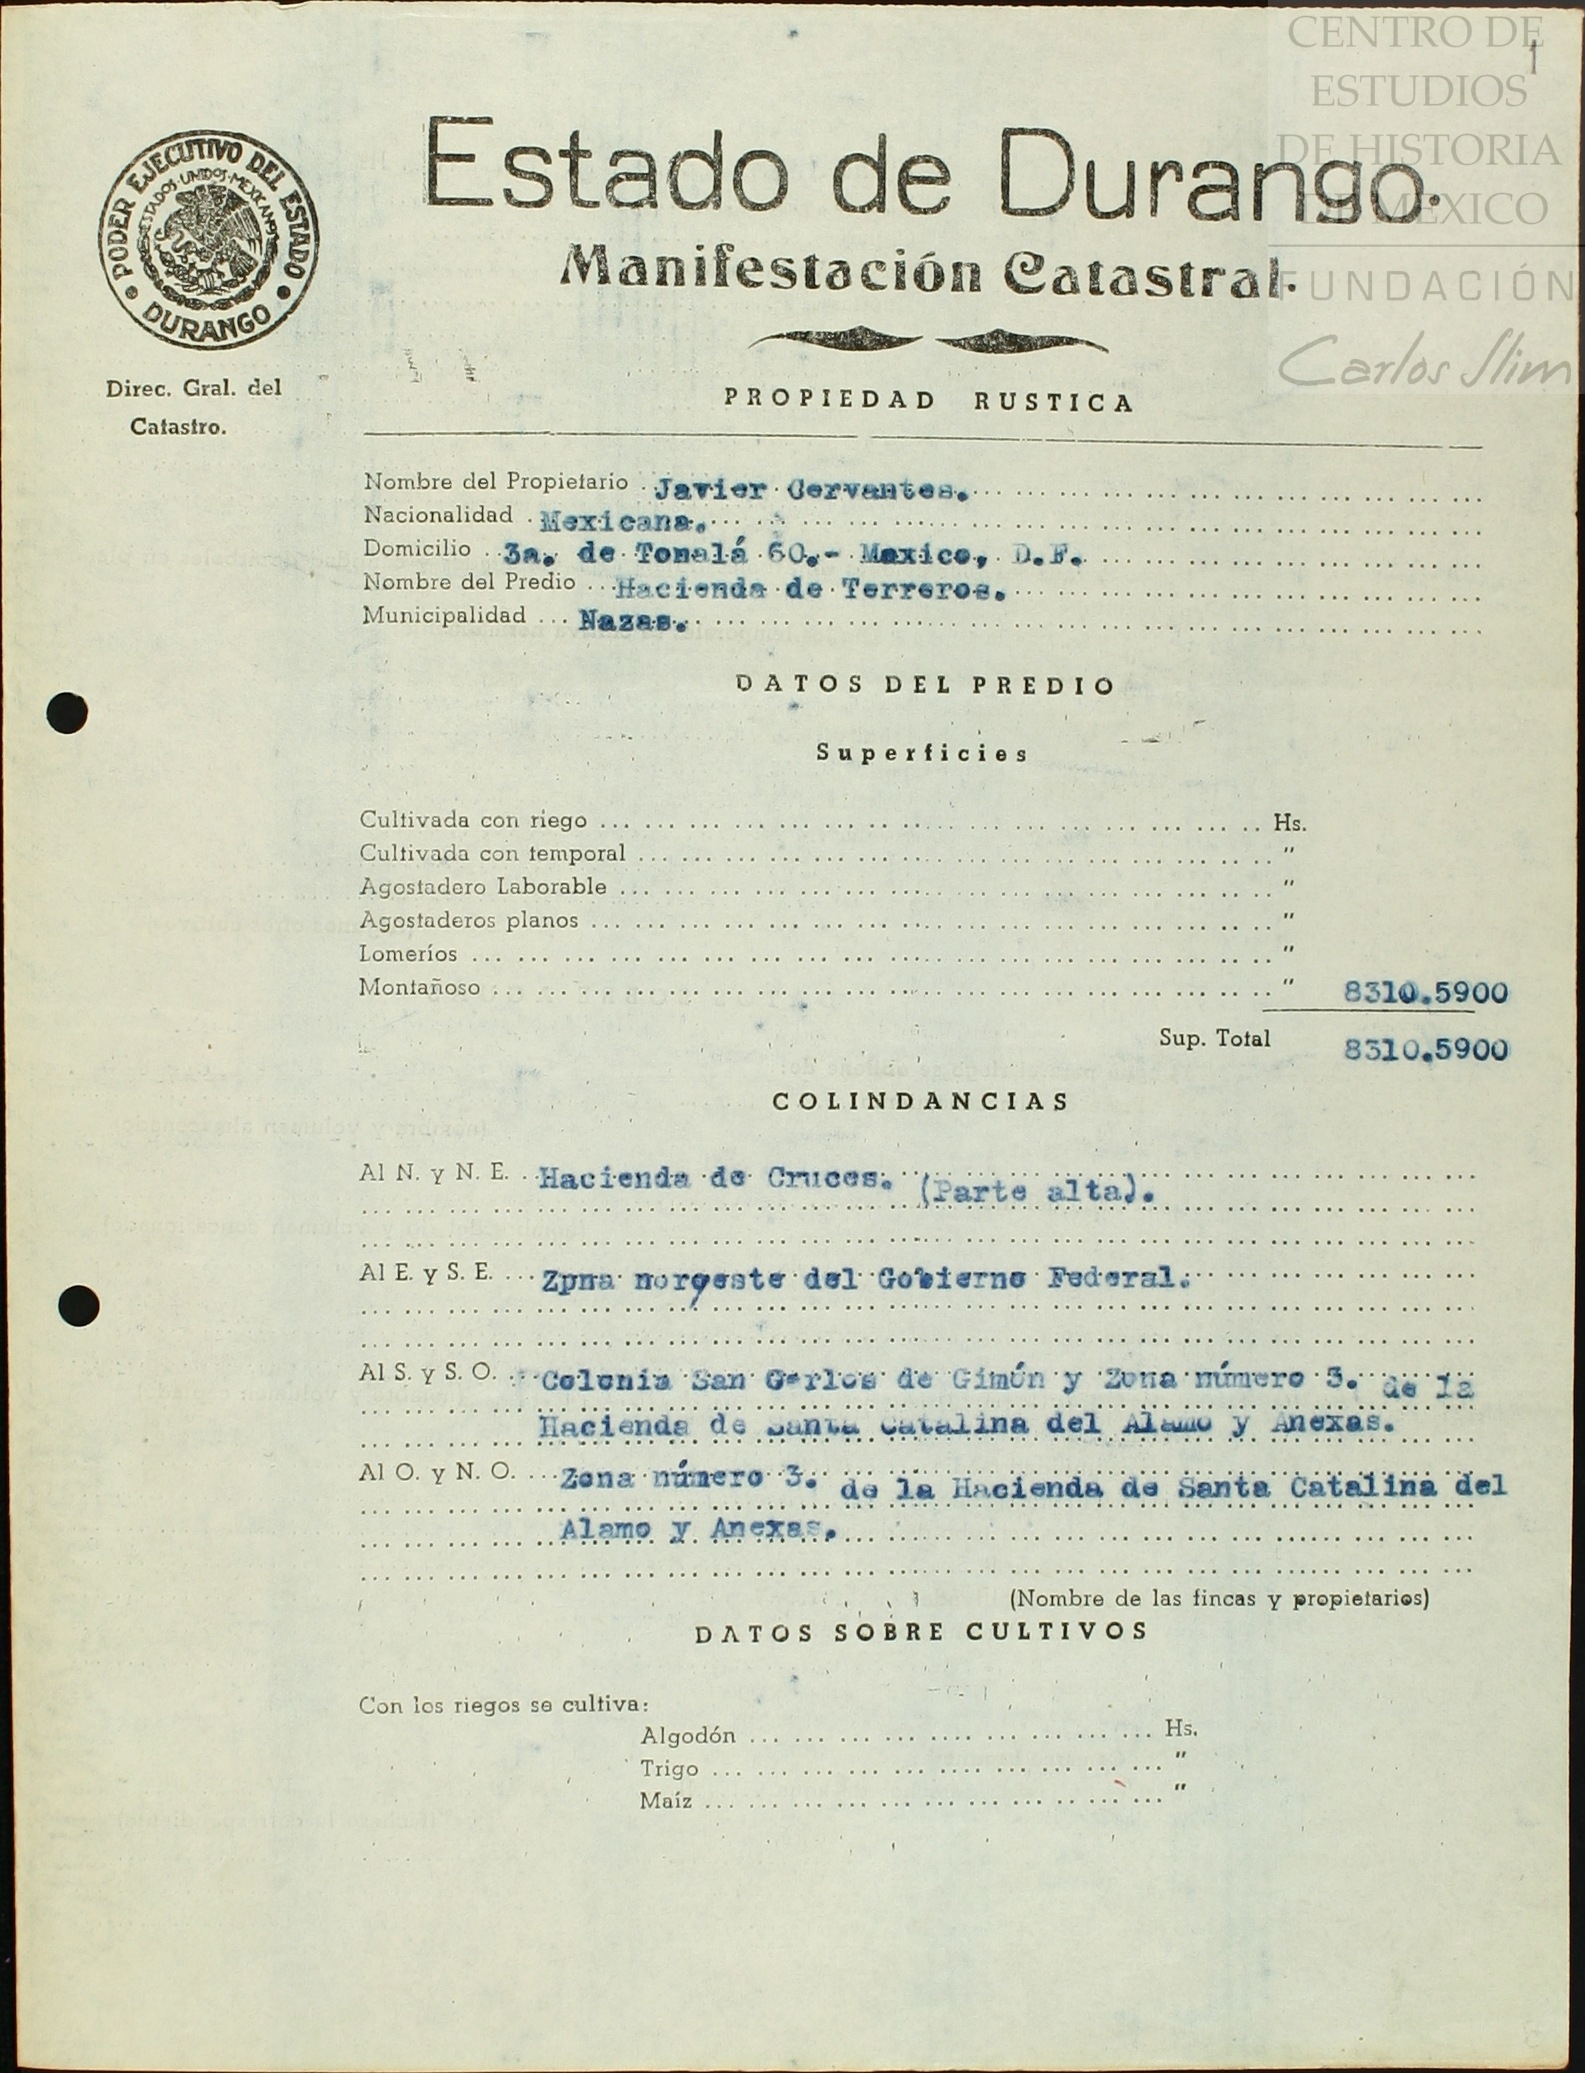 CENTRO DE
ESTUDIOS
DE HISTORIA
DE MÉXICO
FUNDACIÓN
Carlos Slim
1
PODER EJECUTIVO DEL ESTADO
ESTADOS UNIDOS MEXICANOS
DURANGO
Direc. Gral. del
Catastro.
Estado de Durango.
Manifestación Catastral.
PROPIEDAD RUSTICA
Nombre del Propietario Javier Cervantes.
Nacionalidad Mexicana.
Domicilio 3a. de Tonalá 60.- Mexico, D.F.
Nombre del Predio Hacienda de Terreros.
Municipalidad Nazas.
DATOS DEL PREDIO
Superficies
Cultivada con riego Hs.
Cultivada con temporal "
Agostadero Laborable "
Agostaderos planos "
Lomeríos "
Montañoso " 8310.5900
Sup. Total 8310.5900
COLINDANCIAS
Al N. y N. E. Hacienda de Cruces. (Parte alta).
Al E. y S. E. Zpna noroeste del Gobierno Federal.
Al S. y S. O. Colonia San Carlos de Gimón y Zona número 3. de la
Hacienda de Santa Catalina del Alamo y Anexas.
Al O. y N. O. Zona número 3. de la Hacienda de Santa Catalina del
Alamo y Anexas.
(Nombre de las fincas y propietarios)
DATOS SOBRE CULTIVOS
Con los riegos se cultiva:
Algodón Hs.
Trigo "
Maíz "